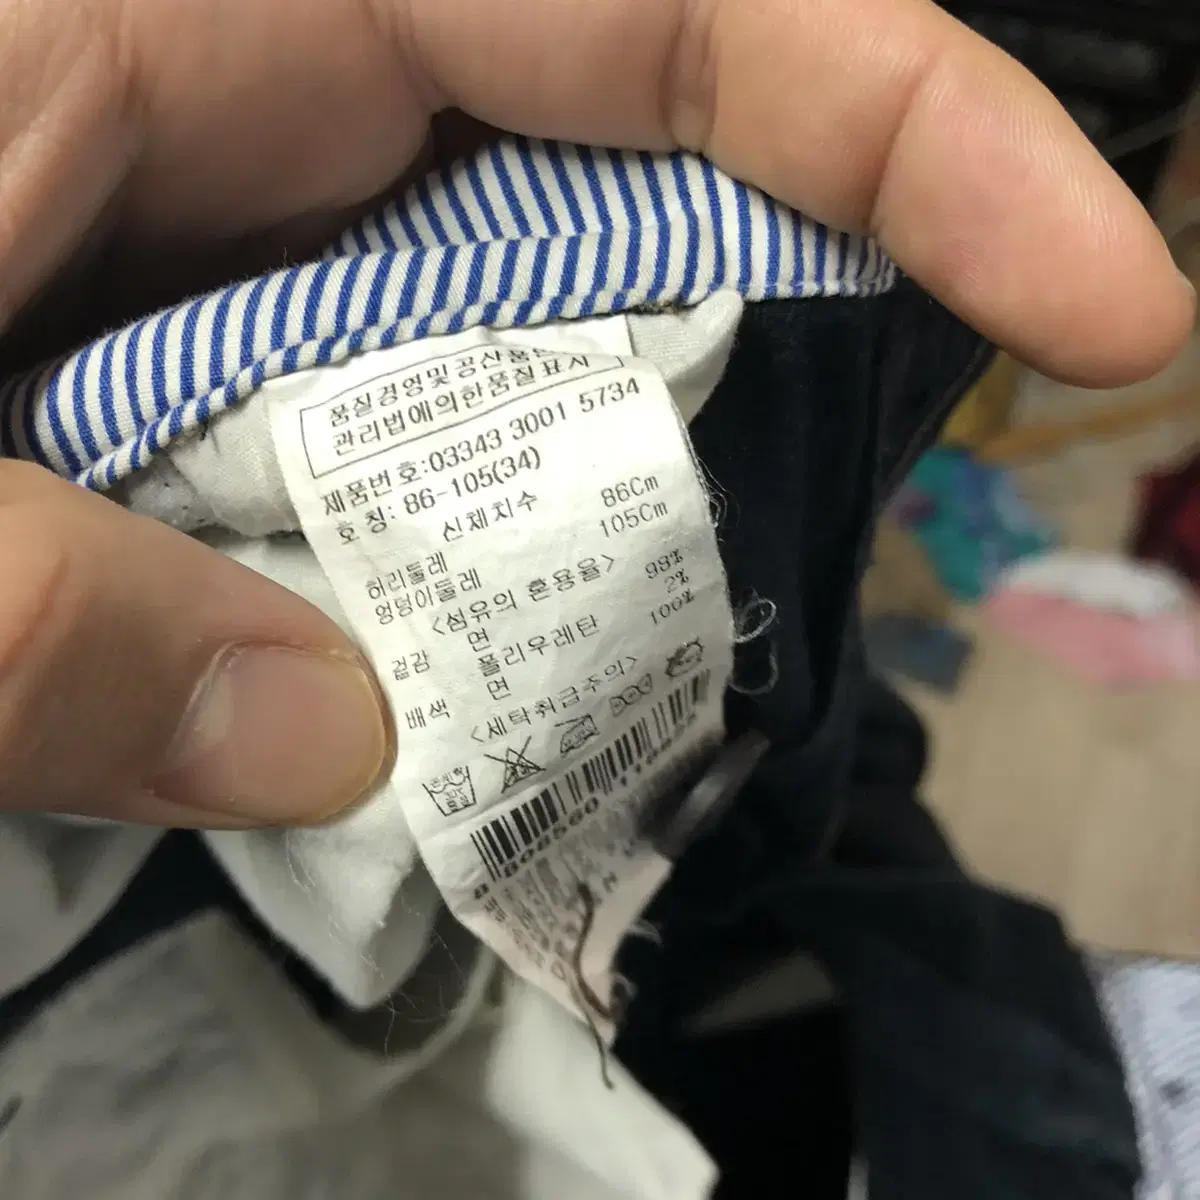 품질경영및공산품안
관리법에의한품질표시
제품번호:03343 3001 5734
호 칭: 86-105(34)
신체치수
허리둘레 86Cm
엉덩이둘레 105Cm
<섬유의 혼용율>
겉감 면 98%
폴리우레탄 2%
배색 면 100%
<세탁취급주의>
8 808560